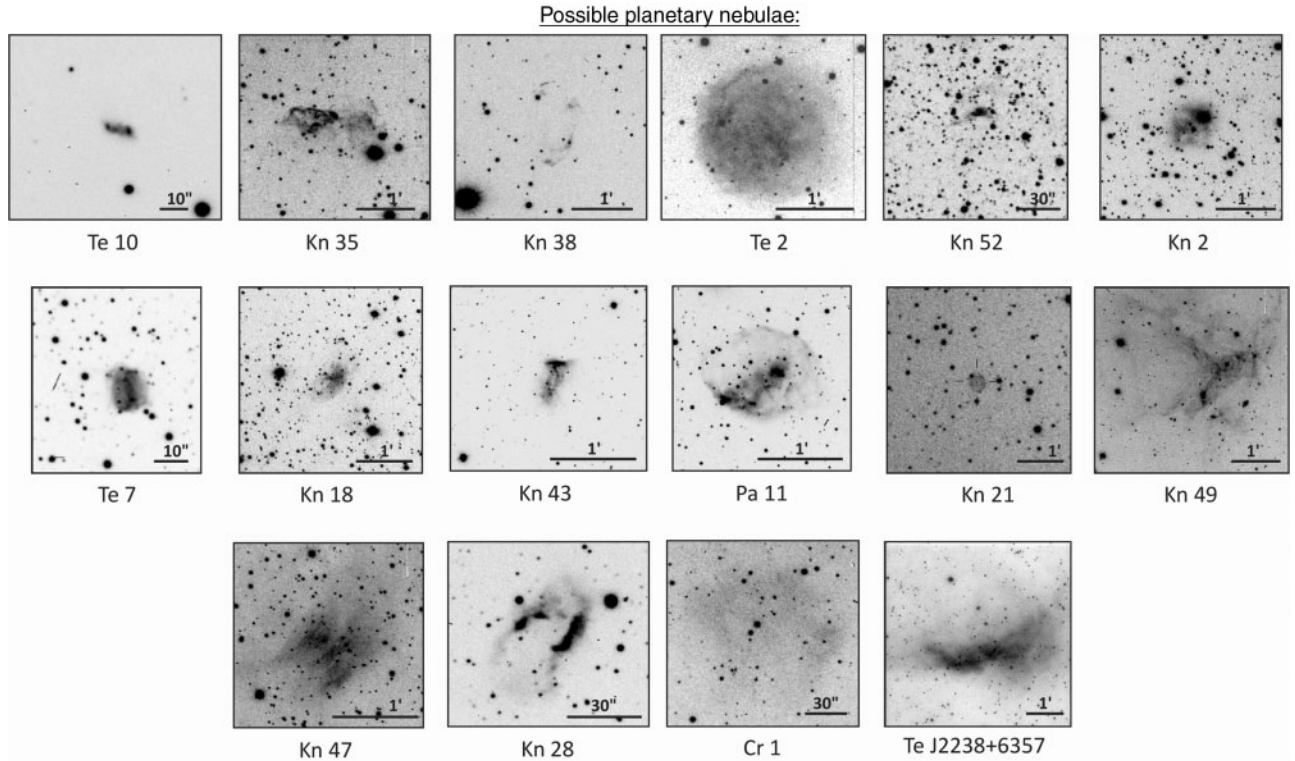 Possible planetary nebulae:
10" 1' 1' 1' 30" 1'
Te 10 Kn 35 Kn 38 Te 2 Kn 52 Kn 2
10" 1' 1' 1' 1' 1'
Te 7 Kn 18 Kn 43 Pa 11 Kn 21 Kn 49
1' 30" 30" 1'
Kn 47 Kn 28 Cr 1 Te J2238+6357